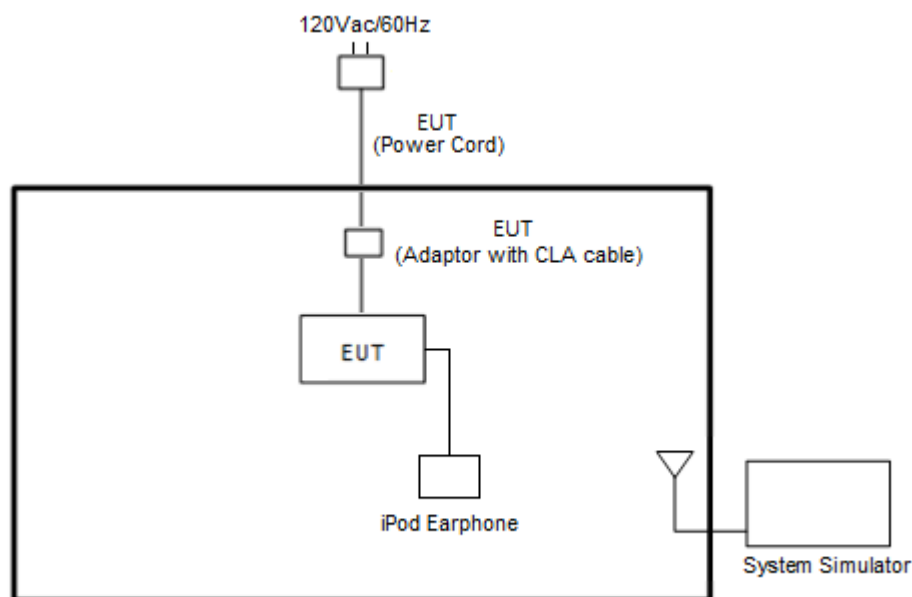 120Vac/60Hz
EUT
(Power Cord)
EUT
(Adaptor with CLA cable)
EUT
iPod Earphone
System Simulator